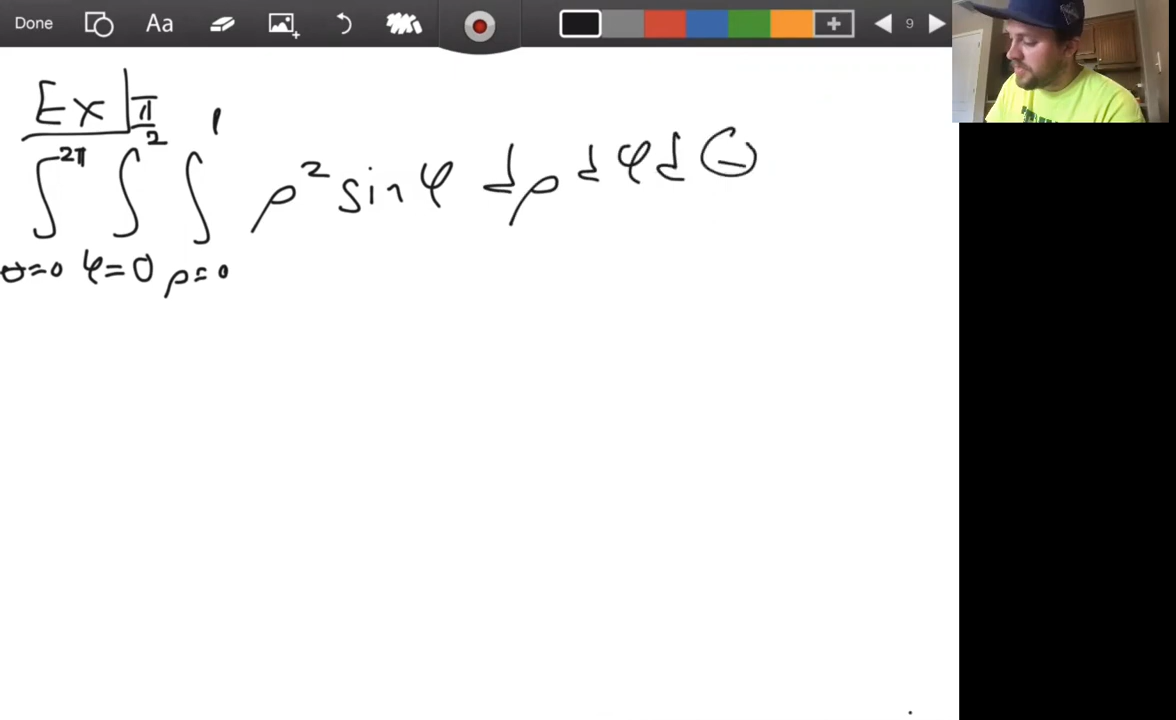 Done Aa 9
Ex
∫_{θ=0}^{2π} ∫_{φ=0}^{π/2} ∫_{ρ=0}^{1} ρ² sin φ dρ dφ dθ